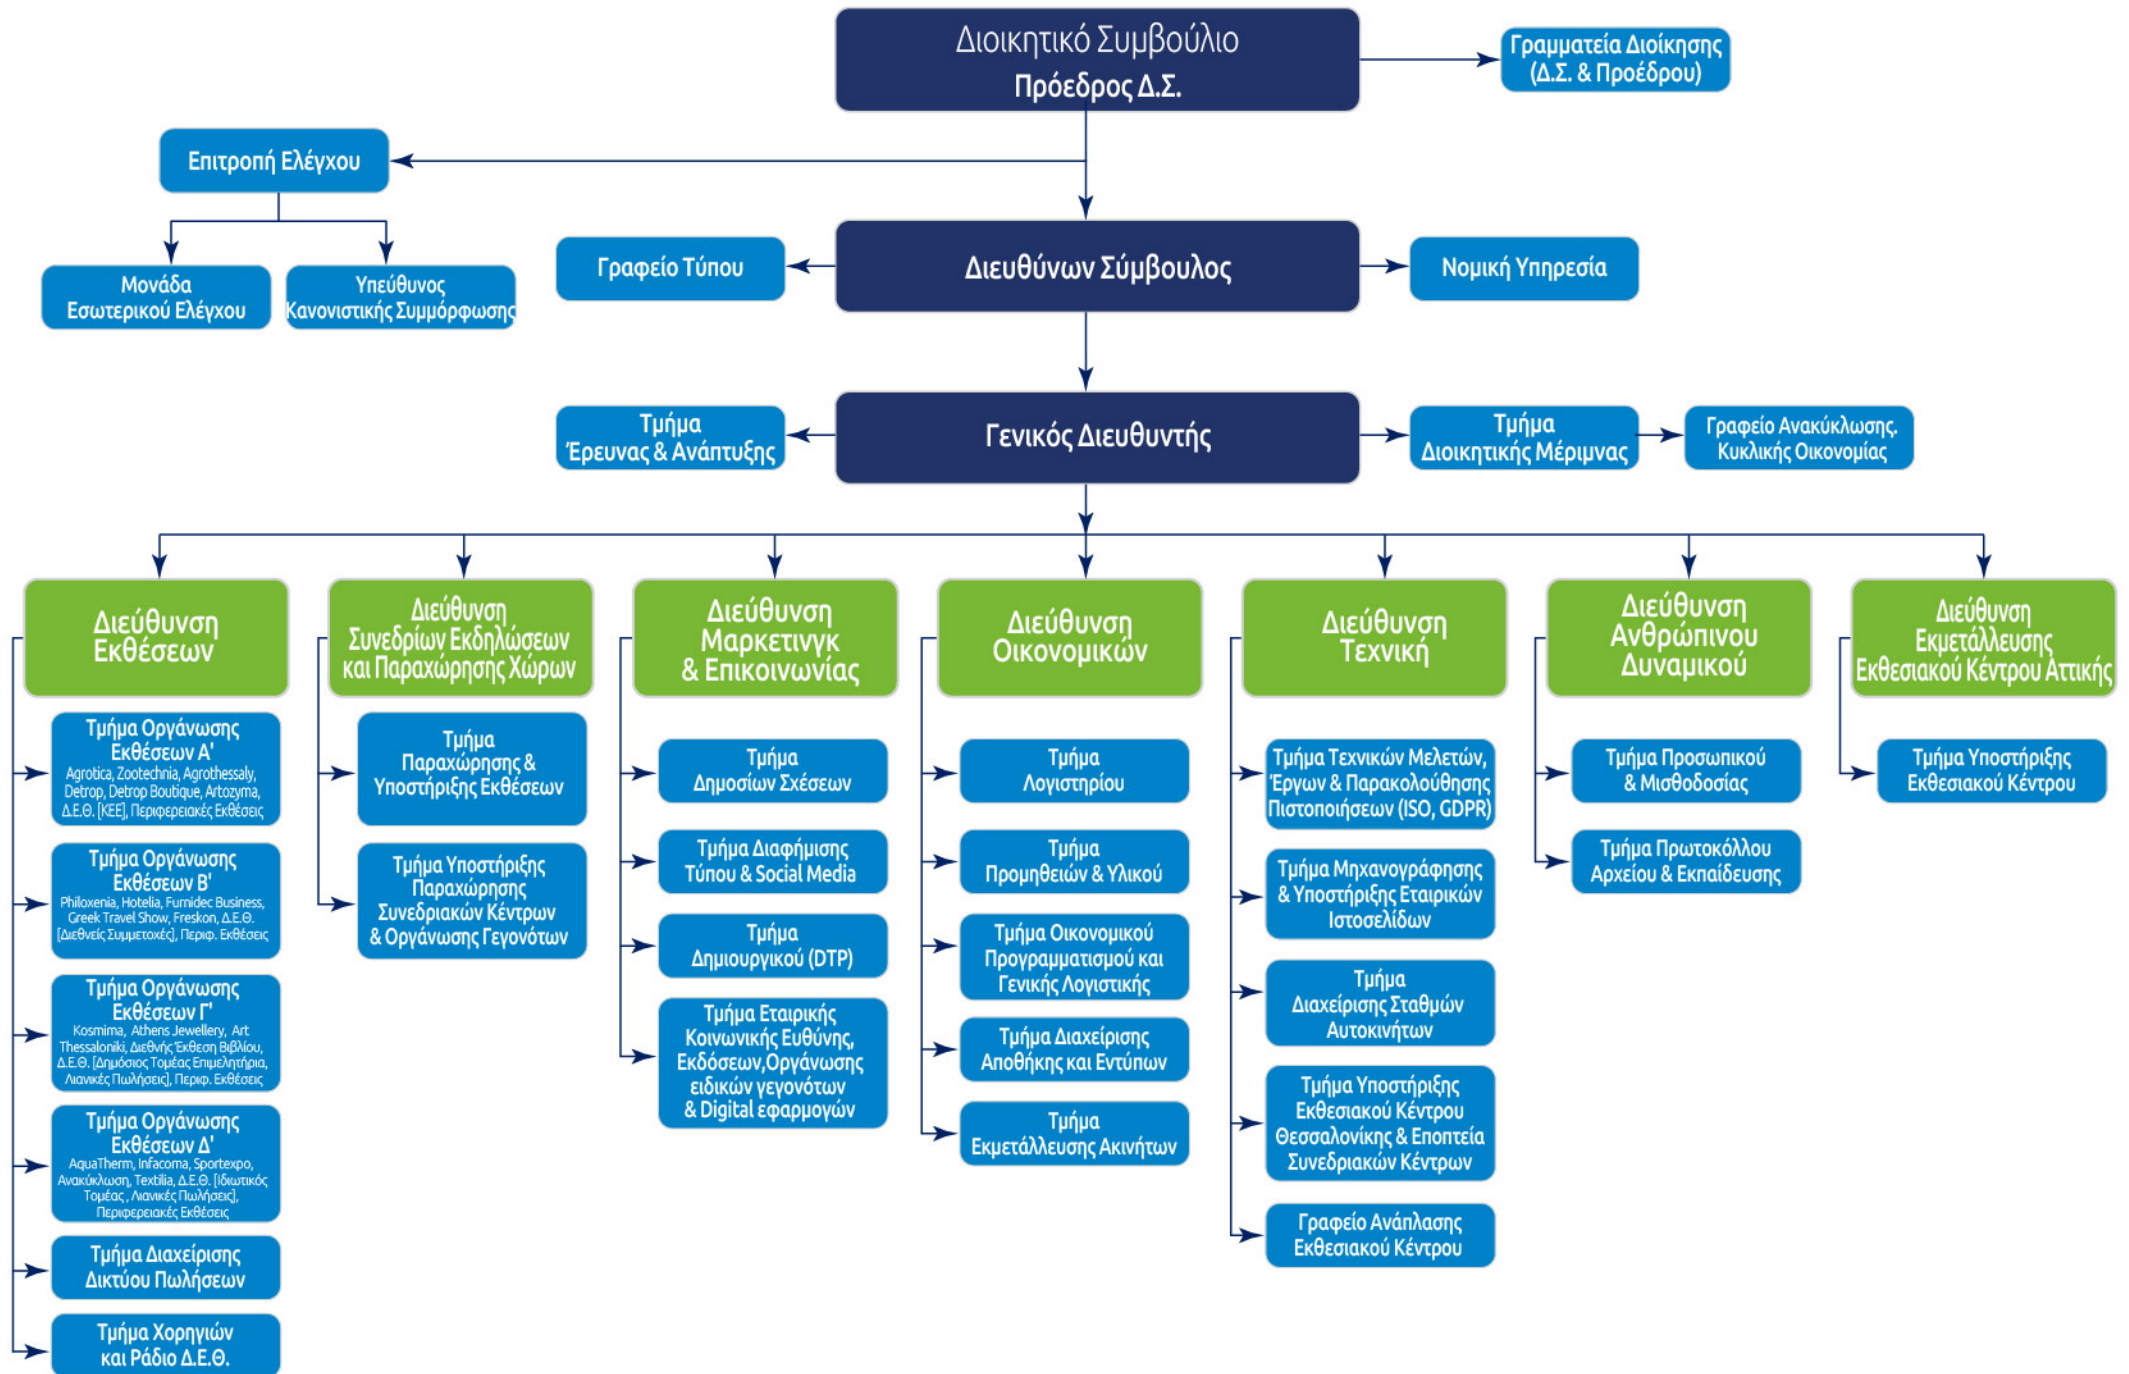 Διοικητικό Συμβούλιο
Πρόεδρος Δ.Σ.
Γραμματεία Διοίκησης
(Δ.Σ. & Προέδρου)
Επιτροπή Ελέγχου
Μονάδα
Εσωτερικού Ελέγχου
Υπεύθυνος
Κανονιστικής Συμμόρφωσης
Γραφείο Τύπου
Διευθύνων Σύμβουλος
Νομική Υπηρεσία
Τμήμα
Έρευνας & Ανάπτυξης
Γενικός Διευθυντής
Τμήμα
Διοικητικής Μέριμνας
Γραφείο Ανακύκλωσης.
Κυκλικής Οικονομίας
Διεύθυνση
Εκθέσεων
Τμήμα Οργάνωσης
Εκθέσεων Α'
Agrotica, Zootechnia, Agrothessaly,
Detrop, Detrop Boutique, Artozyma,
Δ.Ε.Θ. [ΚΕΕ], Περιφερειακές Εκθέσεις
Τμήμα Οργάνωσης
Εκθέσεων Β'
Philoxenia, Hotelia, Furnidec Business,
Greek Travel Show, Freskon, Δ.Ε.Θ.
[Διεθνείς Συμμετοχές], Περιφ. Εκθέσεις
Τμήμα Οργάνωσης
Εκθέσεων Γ'
Kosmima, Athens Jewellery, Art
Thessaloniki, Διεθνής Έκθεση Βιβλίου,
Δ.Ε.Θ. [Δημόσιος Τομέας Επιμελητήρια,
Λιανικές Πωλήσεις], Περιφ. Εκθέσεις
Τμήμα Οργάνωσης
Εκθέσεων Δ'
AquaTherm, Infacoma, Sportexpo,
Ανακύκλωση, Textilia, Δ.Ε.Θ. [Ιδιωτικός
Τομέας , Λιανικές Πωλήσεις],
Περιφερειακές Εκθέσεις
Τμήμα Διαχείρισης
Δικτύου Πωλήσεων
Τμήμα Χορηγιών
και Ράδιο Δ.Ε.Θ.
Διεύθυνση
Συνεδρίων Εκδηλώσεων
και Παραχώρησης Χώρων
Τμήμα
Παραχώρησης &
Υποστήριξης Εκθέσεων
Τμήμα Υποστήριξης
Παραχώρησης
Συνεδριακών Κέντρων
& Οργάνωσης Γεγονότων
Διεύθυνση
Μαρκετινγκ
& Επικοινωνίας
Τμήμα
Δημοσίων Σχέσεων
Τμήμα Διαφήμισης
Τύπου & Social Media
Τμήμα
Δημιουργικού (DTP)
Τμήμα Εταιρικής
Κοινωνικής Ευθύνης,
Εκδόσεων,Οργάνωσης
ειδικών γεγονότων
& Digital εφαρμογών
Διεύθυνση
Οικονομικών
Τμήμα
Λογιστηρίου
Τμήμα
Προμηθειών & Υλικού
Τμήμα Οικονομικού
Προγραμματισμού και
Γενικής Λογιστικής
Τμήμα Διαχείρισης
Αποθήκης και Εντύπων
Τμήμα
Εκμετάλλευσης Ακινήτων
Διεύθυνση
Τεχνική
Τμήμα Τεχνικών Μελετών,
Έργων & Παρακολούθησης
Πιστοποιήσεων (ISO, GDPR)
Τμήμα Μηχανογράφησης
& Υποστήριξης Εταιρικών
Ιστοσελίδων
Τμήμα
Διαχείρισης Σταθμών
Αυτοκινήτων
Τμήμα Υποστήριξης
Εκθεσιακού Κέντρου
Θεσσαλονίκης & Εποπτεία
Συνεδριακών Κέντρων
Γραφείο Ανάπλασης
Εκθεσιακού Κέντρου
Διεύθυνση
Ανθρώπινου
Δυναμικού
Τμήμα Προσωπικού
& Μισθοδοσίας
Τμήμα Πρωτοκόλλου
Αρχείου & Εκπαίδευσης
Διεύθυνση
Εκμετάλλευσης
Εκθεσιακού Κέντρου Αττικής
Τμήμα Υποστήριξης
Εκθεσιακού Κέντρου